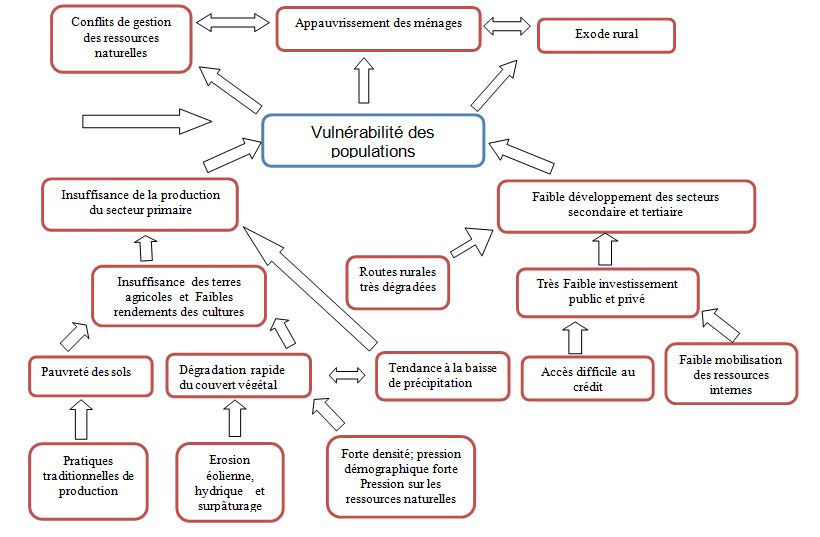 Conflits de gestion
des ressources
naturelles
Appauvrissement des ménages
Exode rural
Vulnérabilité des
populations
Insuffisance de la production
du secteur primaire
Faible développement des secteurs
secondaire et tertiaire
Insuffisance des terres
agricoles et Faibles
rendements des cultures
Routes rurales
très dégradées
Très Faible investissement
public et privé
Pauvreté des sols
Dégradation rapide
du couvert végétal
Tendance à la baisse
de précipitation
Accès difficile au
crédit
Faible mobilisation
des ressources
internes
Pratiques
traditionnelles de
production
Erosion
éolienne,
hydrique et
surpâturage
Forte densité; pression
démographique forte
Pression sur les
ressources naturelles